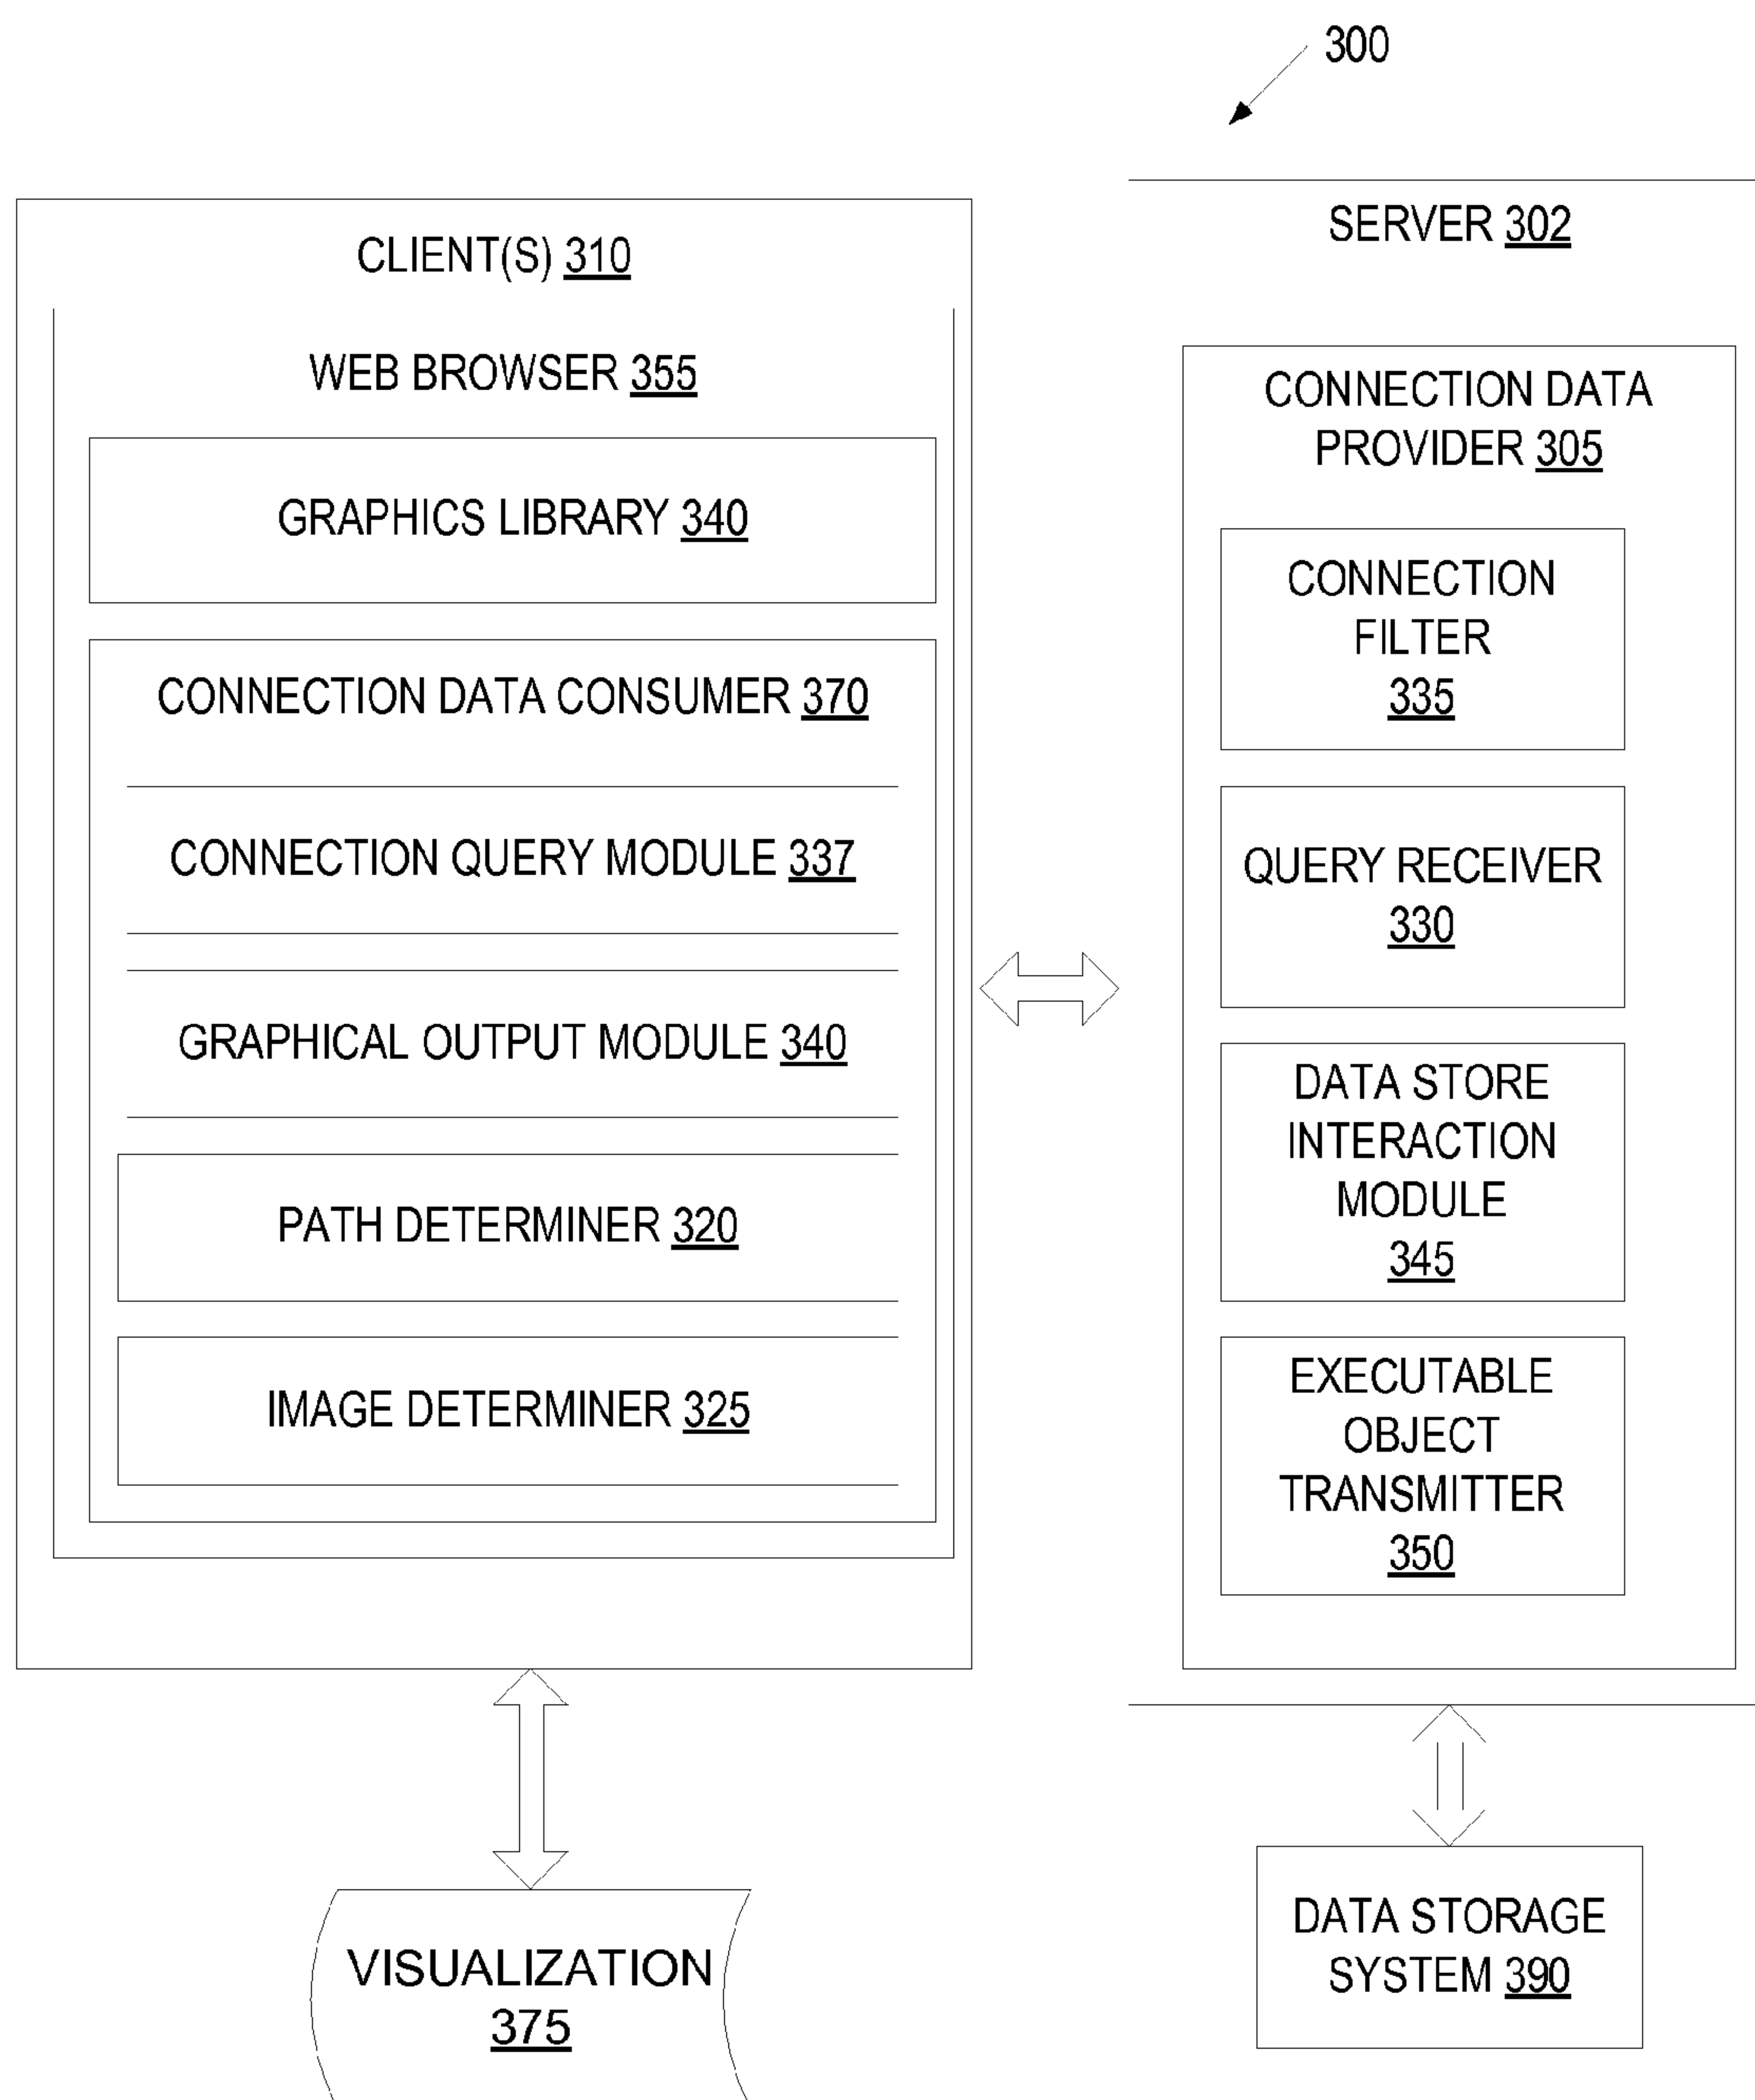 300
CLIENT(S) 310
WEB BROWSER 355
GRAPHICS LIBRARY 340
CONNECTION DATA CONSUMER 370
CONNECTION QUERY MODULE 337
GRAPHICAL OUTPUT MODULE 340
PATH DETERMINER 320
IMAGE DETERMINER 325
VISUALIZATION
375
SERVER 302
CONNECTION DATA
PROVIDER 305
CONNECTION
FILTER
335
QUERY RECEIVER
330
DATA STORE
INTERACTION
MODULE
345
EXECUTABLE
OBJECT
TRANSMITTER
350
DATA STORAGE
SYSTEM 390